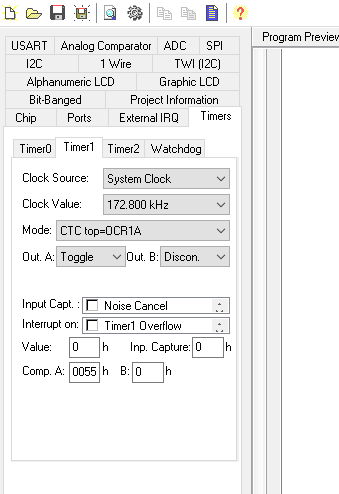 Program Preview
USART Analog Comparator ADC SPI
I2C 1 Wire TWI (I2C)
Alphanumeric LCD Graphic LCD
Bit-Banged Project Information
Chip Ports External IRQ Timers
Timer0 Timer1 Timer2 Watchdog
Clock Source: System Clock
Clock Value: 172.800 kHz
Mode: CTC top=OCR1A
Out. A: Toggle Out. B: Discon.
Input Capt. : Noise Cancel
Interrupt on: Timer1 Overflow
Value: 0 h Inp. Capture: 0 h
Comp. A: 0055 h B: 0 h